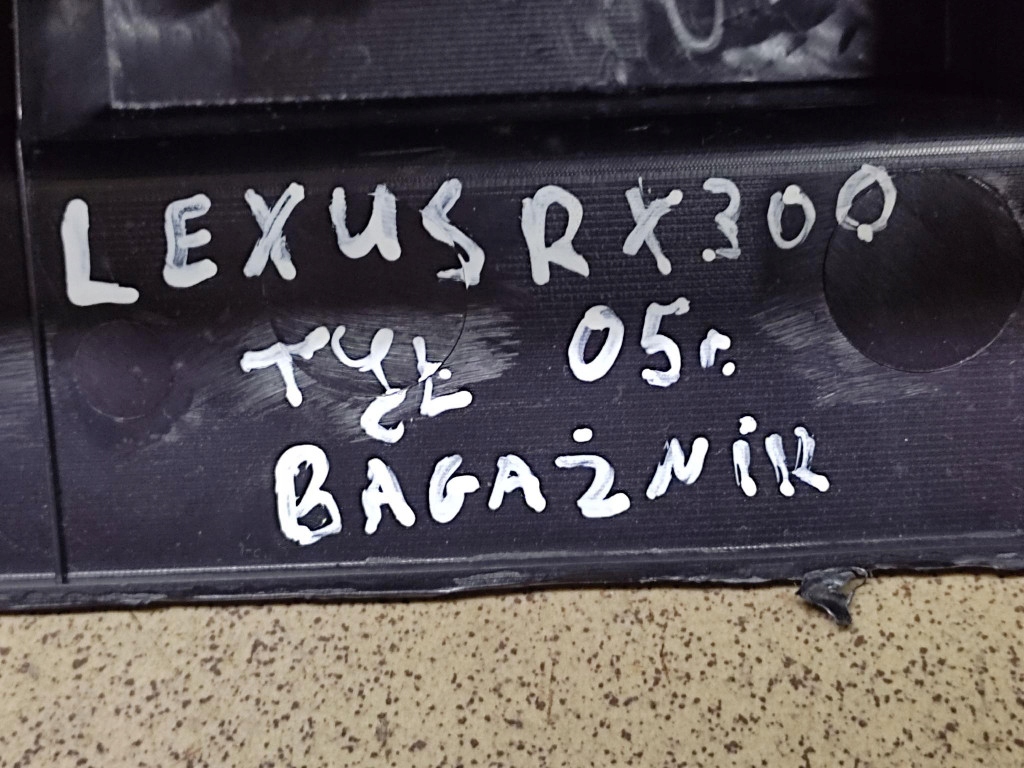 LEXUS RX300
TYŁ 05r.
BAGAŻNIK